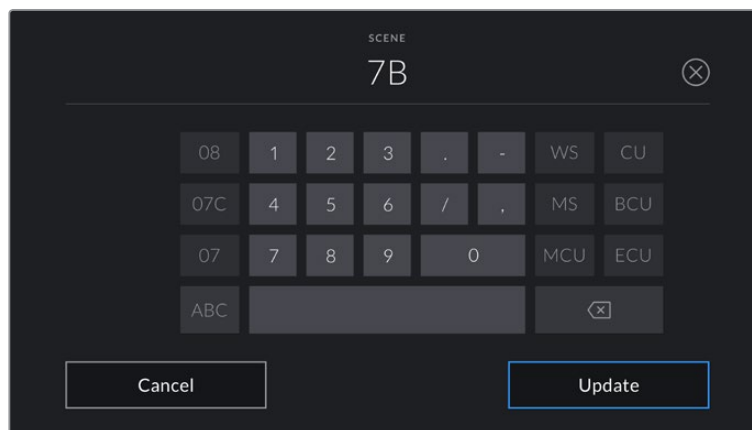 SCENE
7B
08 1 2 3 . - WS CU
07C 4 5 6 / , MS BCU
07 7 8 9 0 MCU ECU
ABC
Cancel Update